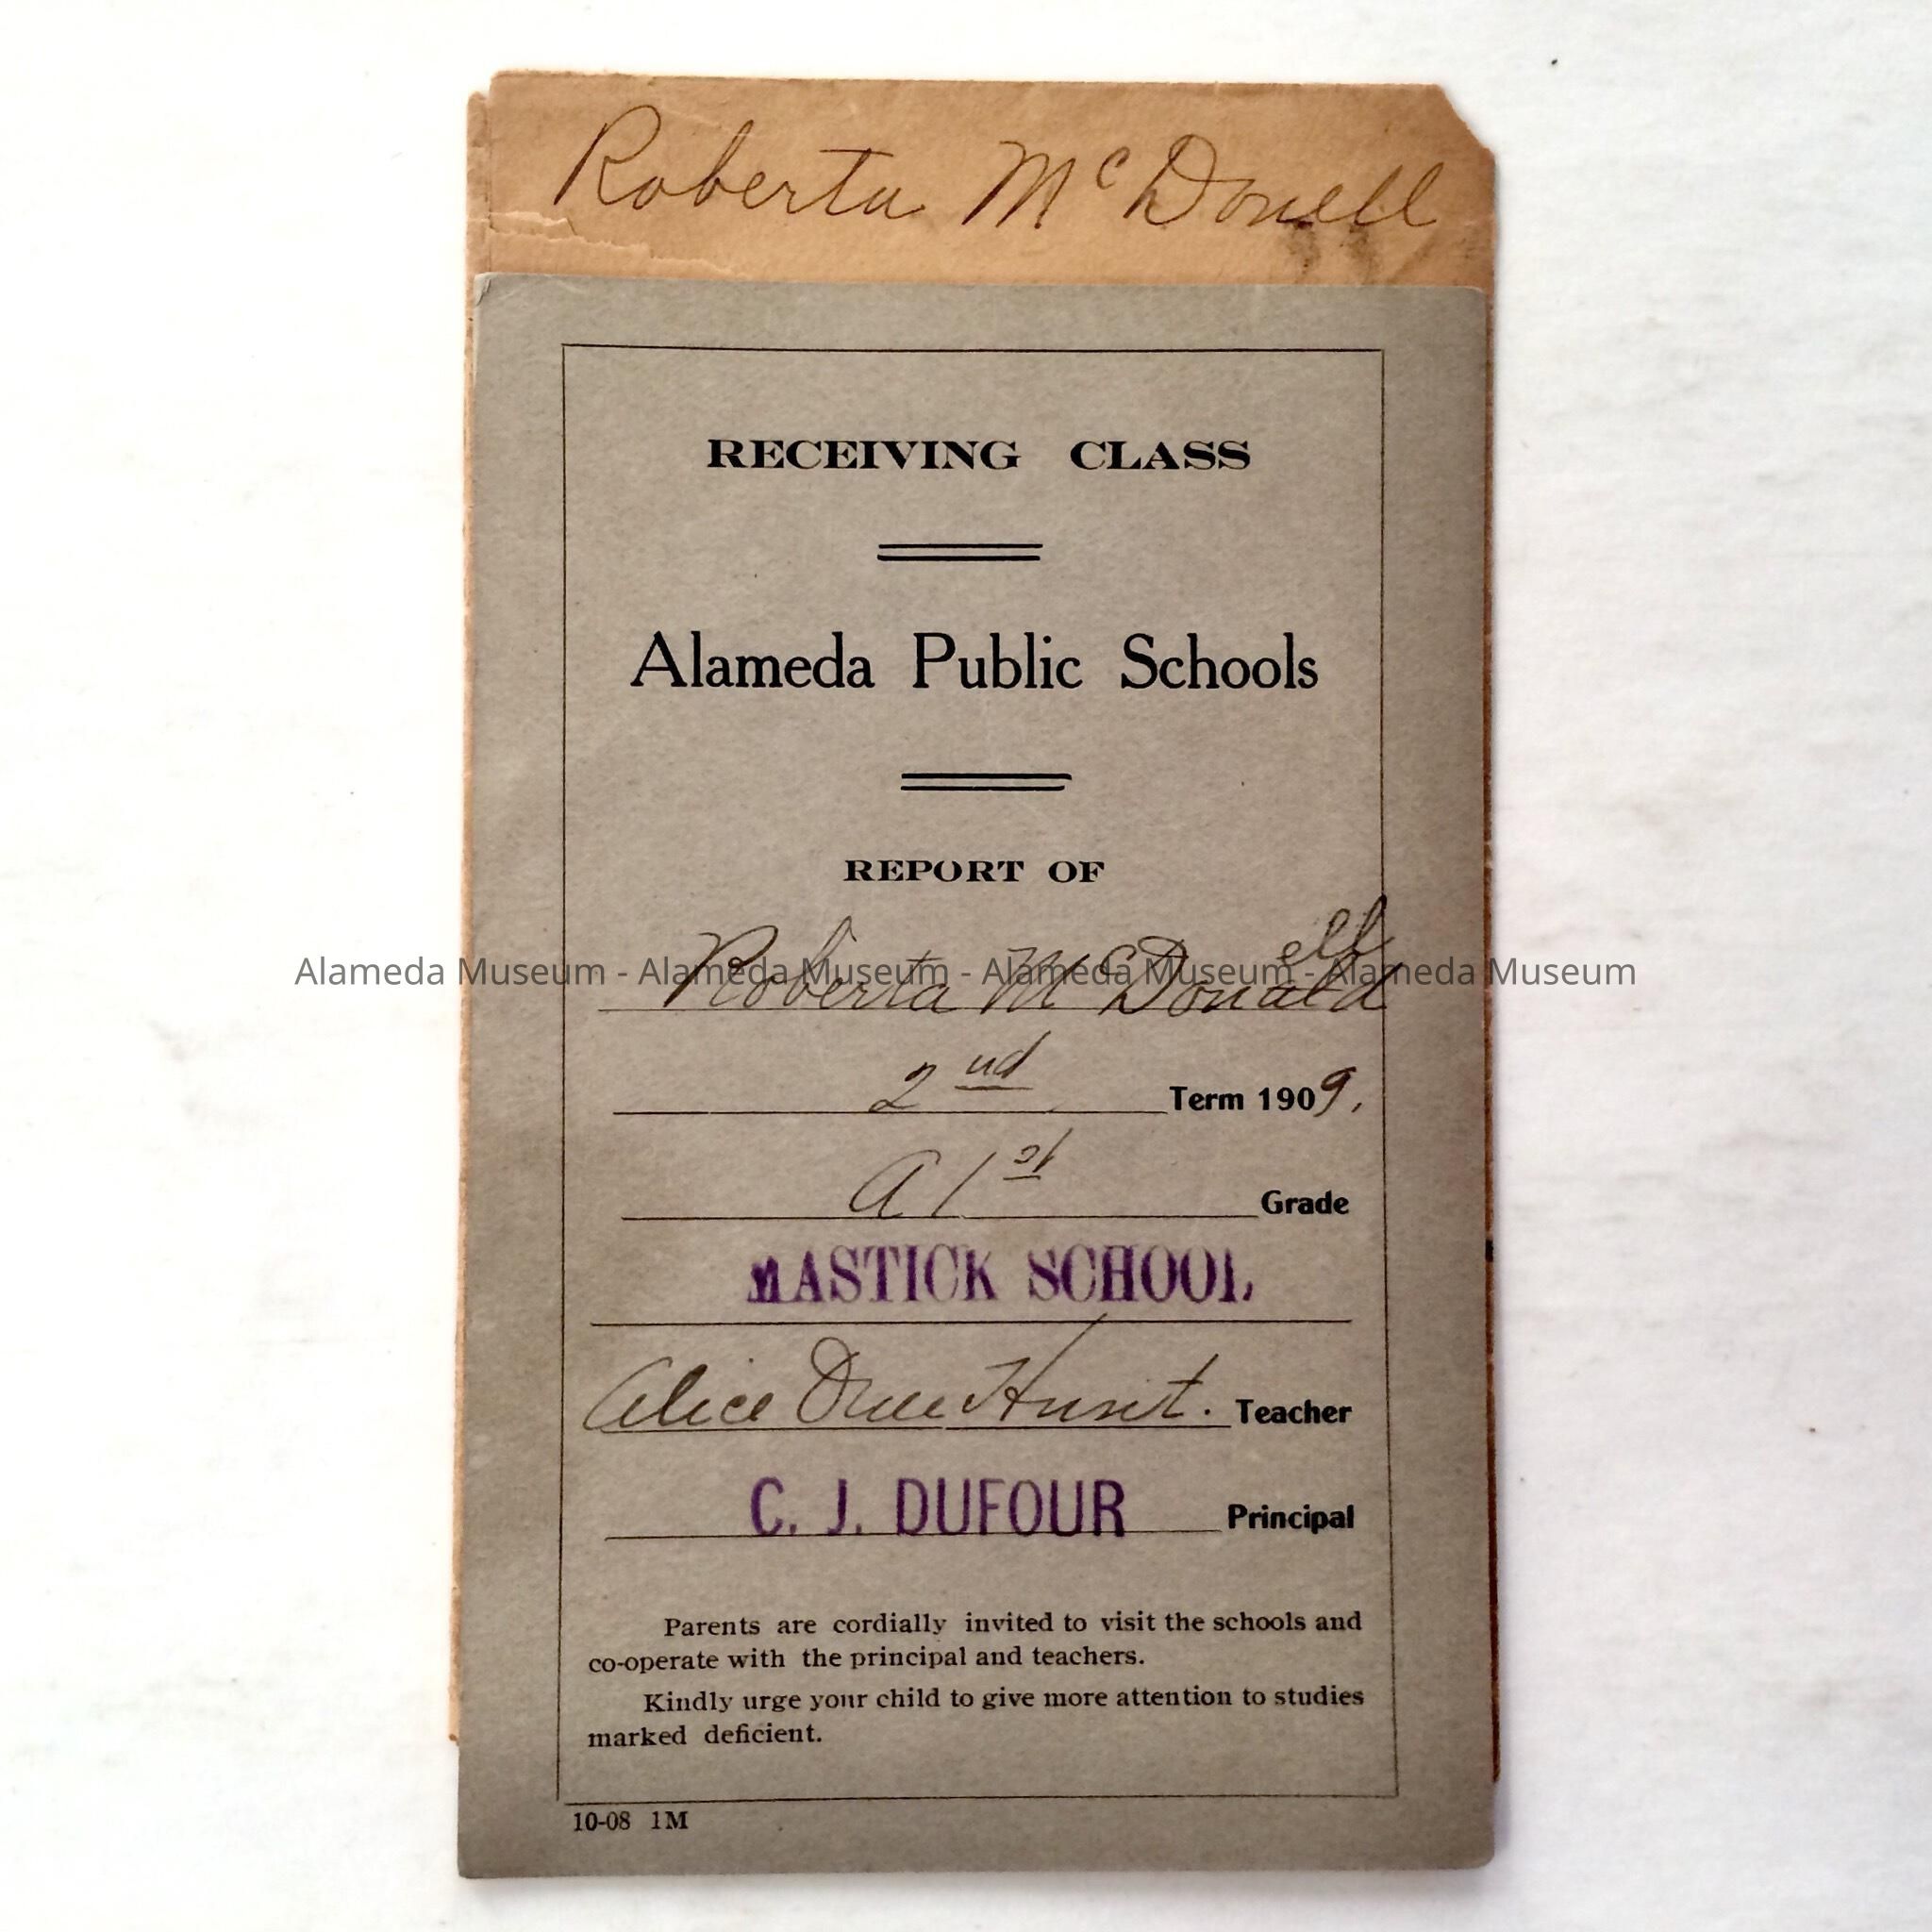 Roberta McDonell
RECEIVING CLASS
Alameda Public Schools
REPORT OF
ell
Roberta McDonald
Alameda Museum - Alameda Museum - Alameda Museum - Alameda Museum
2nd Term 1909.
A 1st Grade
MASTICK SCHOOL
Alice Hunt. Teacher
C. J. DUFOUR Principal
Parents are cordially invited to visit the schools and
co-operate with the principal and teachers.
Kindly urge your child to give more attention to studies
marked deficient.
10-08 1M